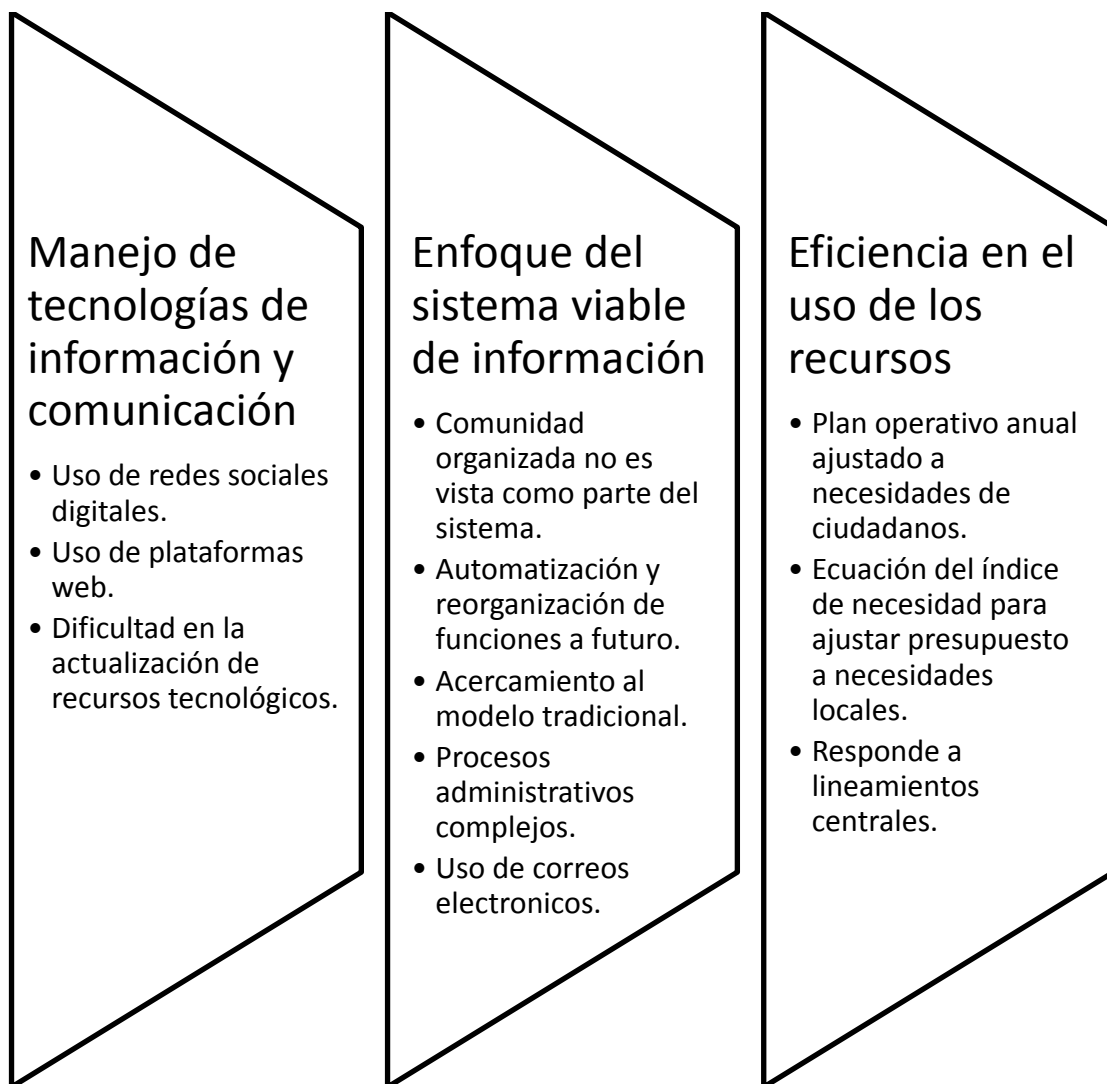 Manejo de
tecnologías de
información y
comunicación
• Uso de redes sociales
digitales.
• Uso de plataformas
web.
• Dificultad en la
actualización de
recursos tecnológicos.
Enfoque del
sistema viable
de información
• Comunidad
organizada no es
vista como parte del
sistema.
• Automatización y
reorganización de
funciones a futuro.
• Acercamiento al
modelo tradicional.
• Procesos
administrativos
complejos.
• Uso de correos
electronicos.
Eficiencia en el
uso de los
recursos
• Plan operativo anual
ajustado a
necesidades de
ciudadanos.
• Ecuación del índice
de necesidad para
ajustar presupuesto
a necesidades
locales.
• Responde a
lineamientos
centrales.